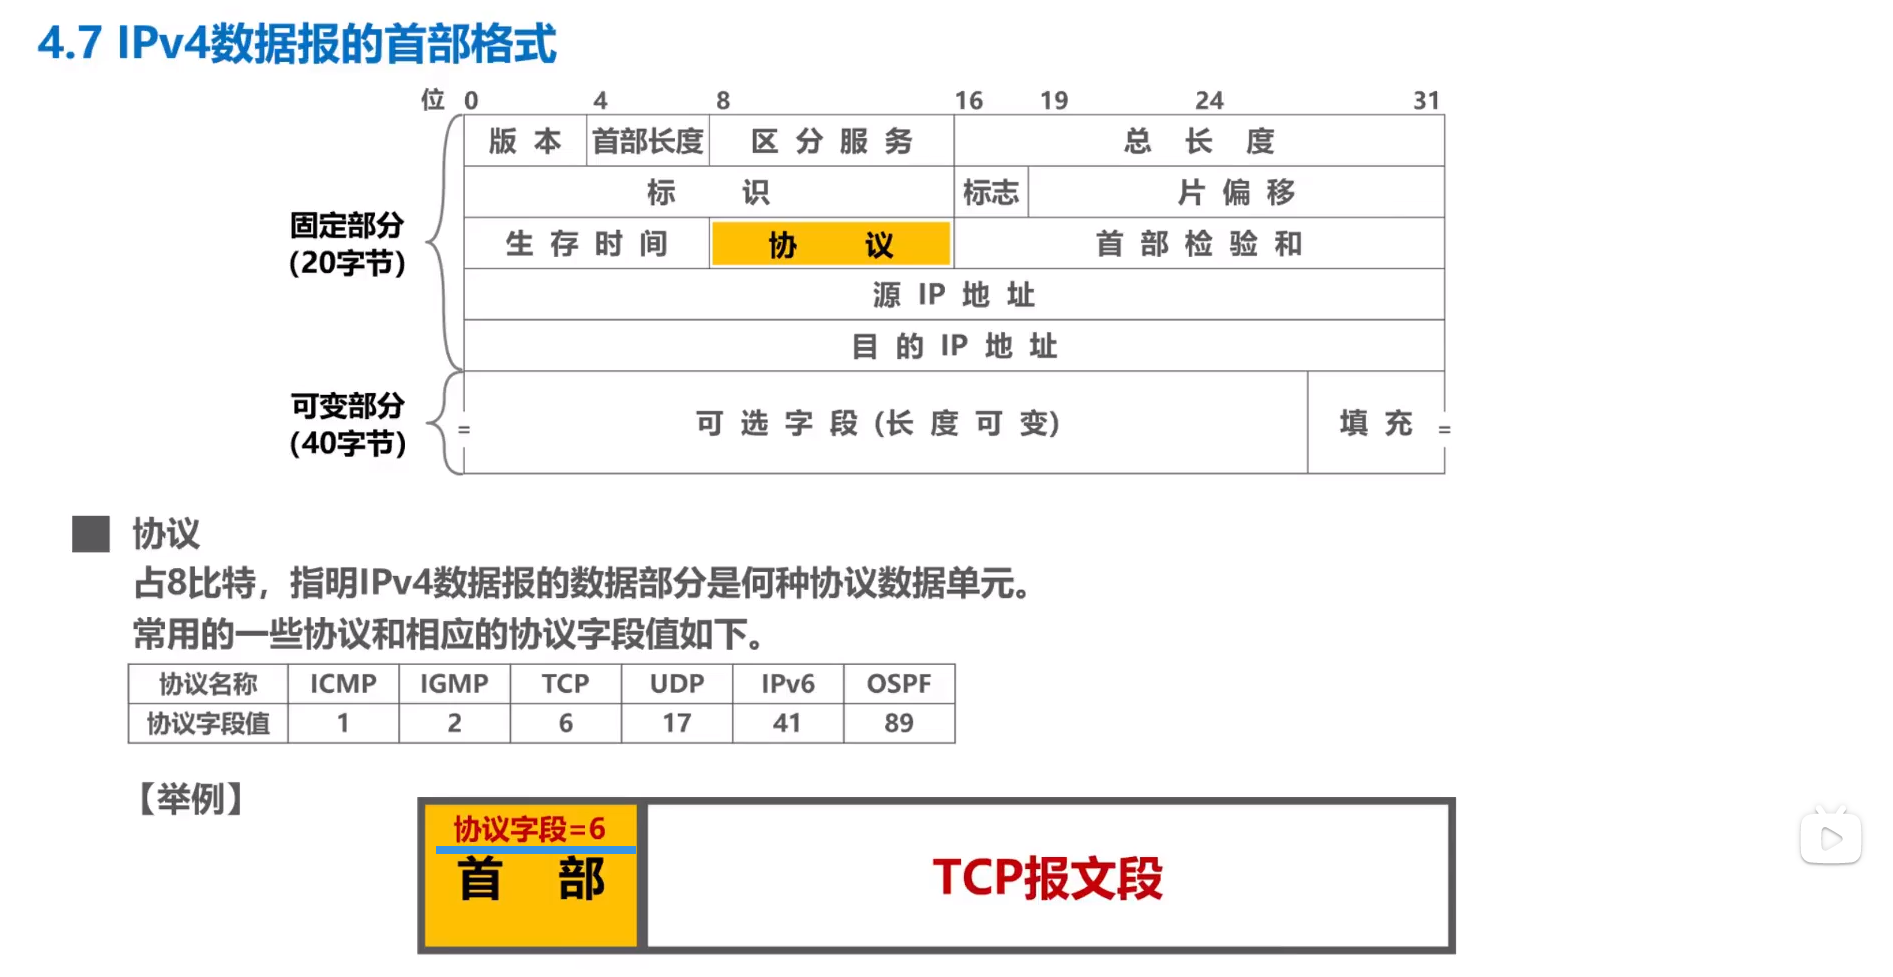 4.7 IPv4数据报的首部格式
位 0 4 8 16 19 24 31
版 本 首部长度 区 分 服 务 总 长 度
标 识 标志 片 偏 移
固定部分
(20字节)
生 存 时 间 协 议 首 部 检 验 和
源 IP 地 址
目 的 IP 地 址
可变部分
(40字节)
= 可 选 字 段 (长 度 可 变) 填 充 =
协议
占8比特，指明IPv4数据报的数据部分是何种协议数据单元。
常用的一些协议和相应的协议字段值如下。
协议名称 ICMP IGMP TCP UDP IPv6 OSPF
协议字段值 1 2 6 17 41 89
【举例】
协议字段=6
首 部
TCP报文段